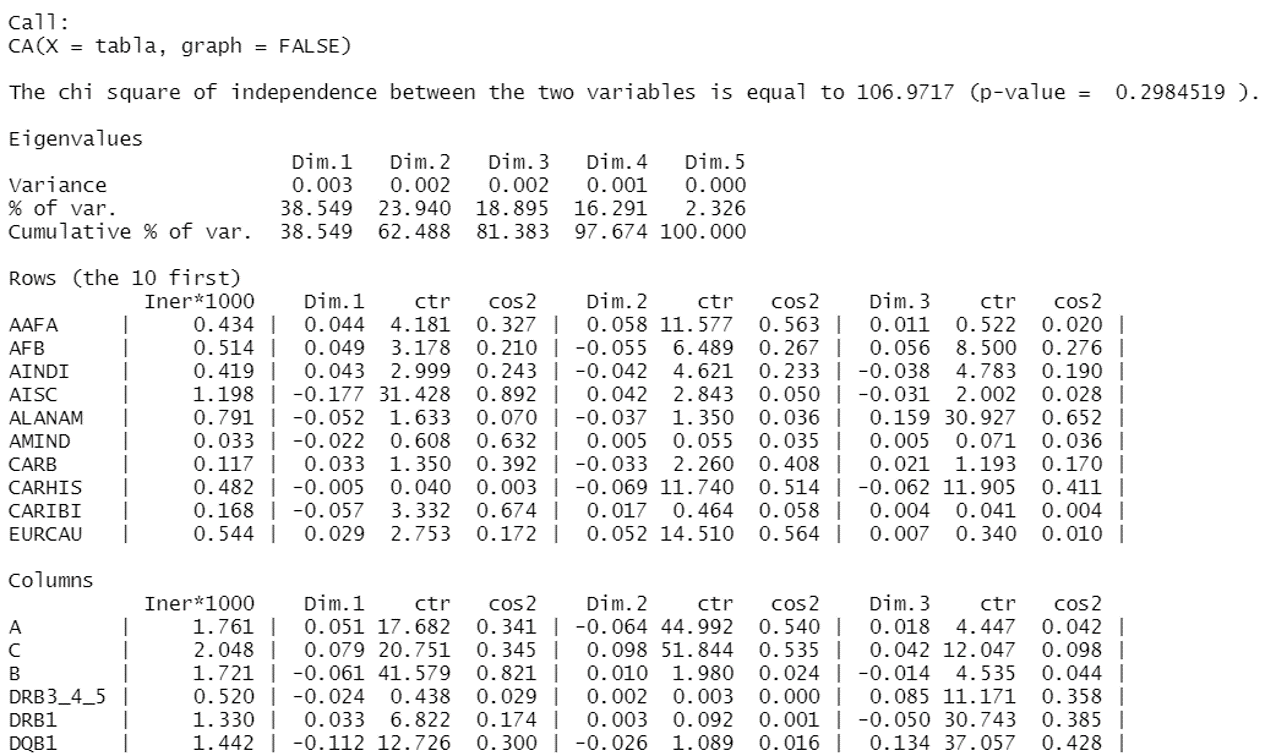 Call:
CA(X = tabla, graph = FALSE)
The chi square of independence between the two variables is equal to 106.9717 (p-value =  0.2984519 ).
Eigenvalues
                       Dim.1   Dim.2   Dim.3   Dim.4   Dim.5
Variance               0.003   0.002   0.002   0.001   0.000
% of var.             38.549  23.940  18.895  16.291   2.326
Cumulative % of var.  38.549  62.488  81.383  97.674 100.000
Rows (the 10 first)
           Iner*1000    Dim.1    ctr   cos2    Dim.2    ctr   cos2    Dim.3    ctr   cos2
AAFA     |     0.434 |  0.044  4.181  0.327 |  0.058 11.577  0.563 |  0.011  0.522  0.020 |
AFB      |     0.514 |  0.049  3.178  0.210 | -0.055  6.489  0.267 |  0.056  8.500  0.276 |
AINDI    |     0.419 |  0.043  2.999  0.243 | -0.042  4.621  0.233 | -0.038  4.783  0.190 |
AISC     |     1.198 | -0.177 31.428  0.892 |  0.042  2.843  0.050 | -0.031  2.002  0.028 |
ALANAM   |     0.791 | -0.052  1.633  0.070 | -0.037  1.350  0.036 |  0.159 30.927  0.652 |
AMIND    |     0.033 | -0.022  0.608  0.632 |  0.005  0.055  0.035 |  0.005  0.071  0.036 |
CARB     |     0.117 |  0.033  1.350  0.392 | -0.033  2.260  0.408 |  0.021  1.193  0.170 |
CARHIS   |     0.482 | -0.005  0.040  0.003 | -0.069 11.740  0.514 | -0.062 11.905  0.411 |
CARIBI   |     0.168 | -0.057  3.332  0.674 |  0.017  0.464  0.058 |  0.004  0.041  0.004 |
EURCAU   |     0.544 |  0.029  2.753  0.172 |  0.052 14.510  0.564 |  0.007  0.340  0.010 |
Columns
           Iner*1000    Dim.1    ctr   cos2    Dim.2    ctr   cos2    Dim.3    ctr   cos2
A        |     1.761 |  0.051 17.682  0.341 | -0.064 44.992  0.540 |  0.018  4.447  0.042 |
C        |     2.048 |  0.079 20.751  0.345 |  0.098 51.844  0.535 |  0.042 12.047  0.098 |
B        |     1.721 | -0.061 41.579  0.821 |  0.010  1.980  0.024 | -0.014  4.535  0.044 |
DRB3_4_5 |     0.520 | -0.024  0.438  0.029 |  0.002  0.003  0.000 |  0.085 11.171  0.358 |
DRB1     |     1.330 |  0.033  6.822  0.174 |  0.003  0.092  0.001 | -0.050 30.743  0.385 |
DQB1     |     1.442 | -0.112 12.726  0.300 | -0.026  1.089  0.016 |  0.134 37.057  0.428 |